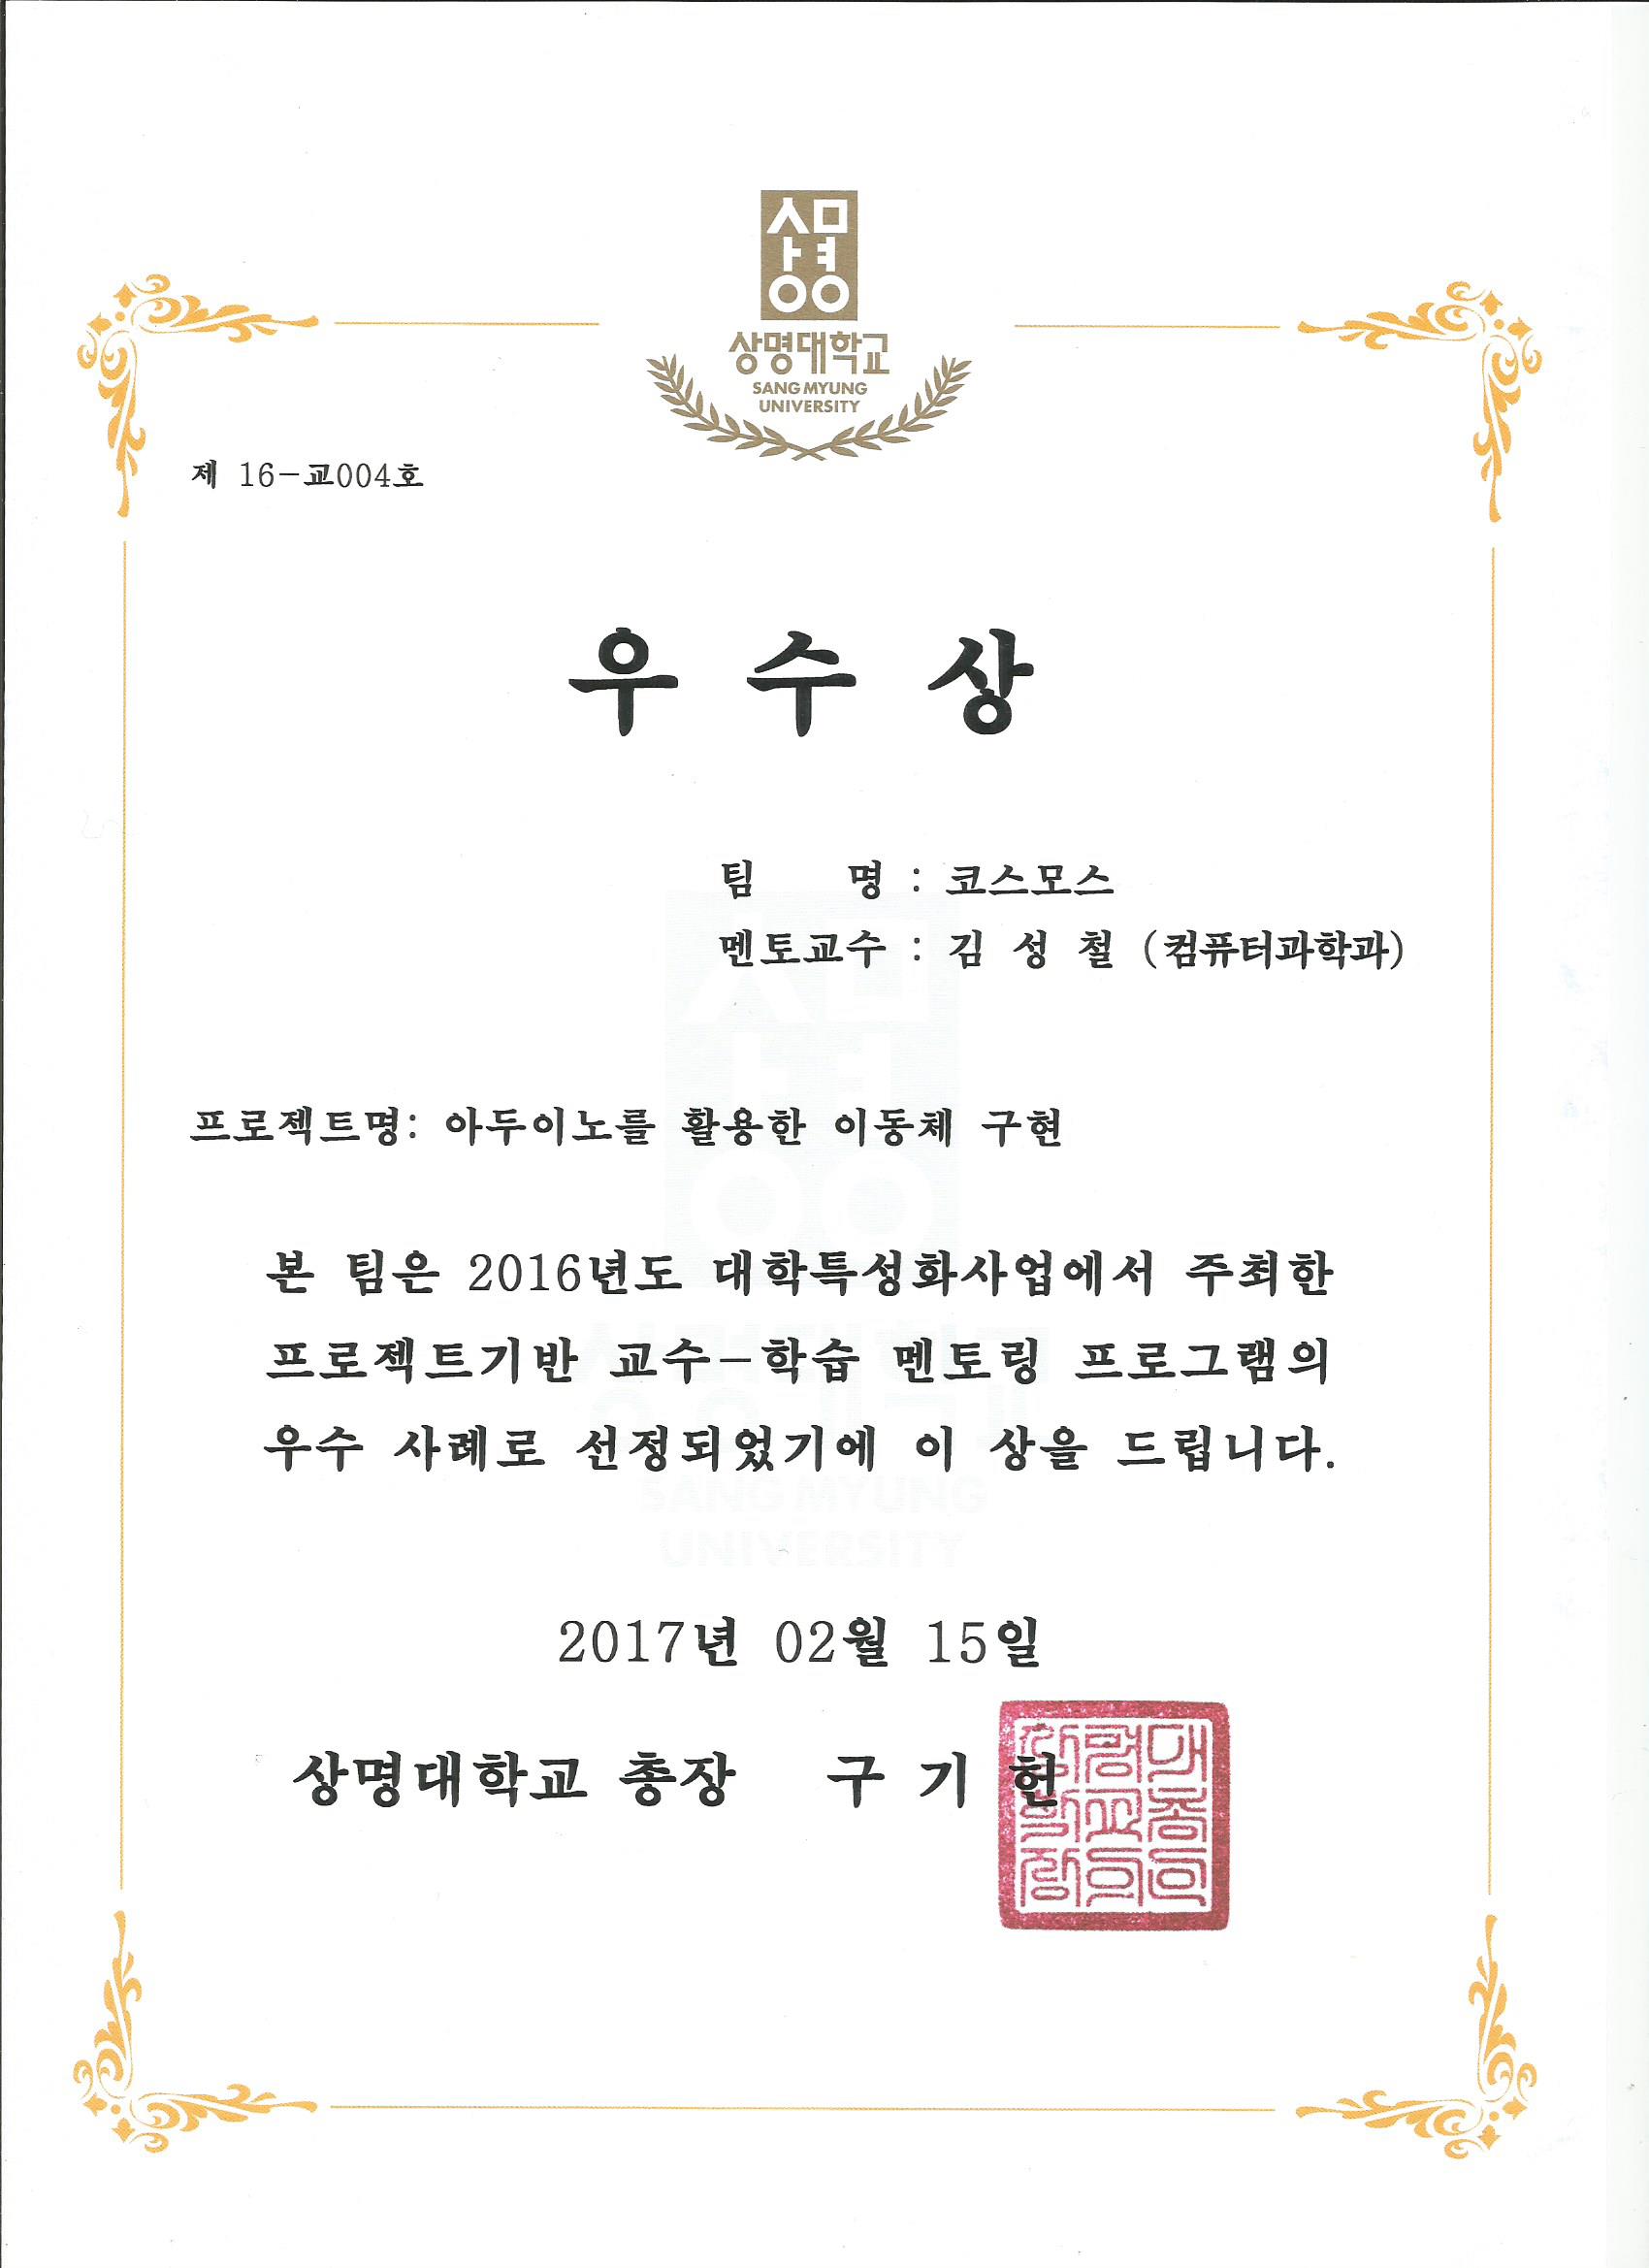 상명
상명대학교
SANGMYUNG
UNIVERSITY
제 16-교004호
우 수 상
팀 명 : 코스모스
멘토교수 : 김 성 철 (컴퓨터과학과)
프로젝트명: 아두이노를 활용한 이동체 구현
본 팀은 2016년도 대학특성화사업에서 주최한
프로젝트기반 교수-학습 멘토링 프로그램의
우수 사례로 선정되었기에 이 상을 드립니다.
SANGMYUNG
UNIVERSITY
2017년 02월 15일
상명대학교 총장 구 기 헌